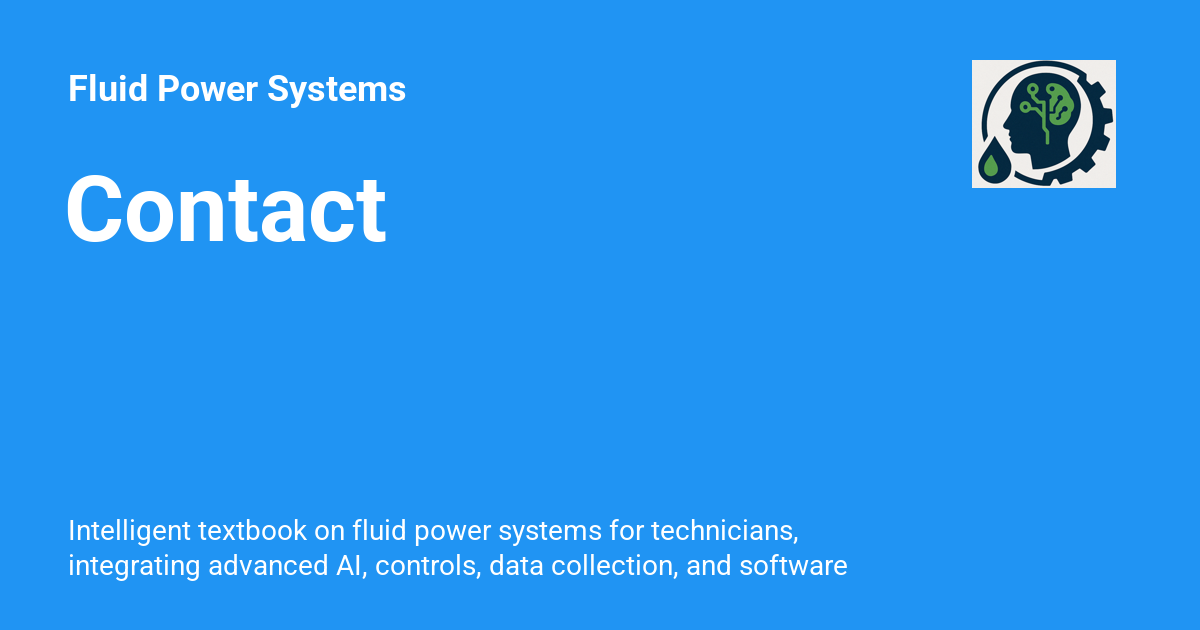 Fluid Power Systems
Contact
Intelligent textbook on fluid power systems for technicians,
integrating advanced AI, controls, data collection, and software